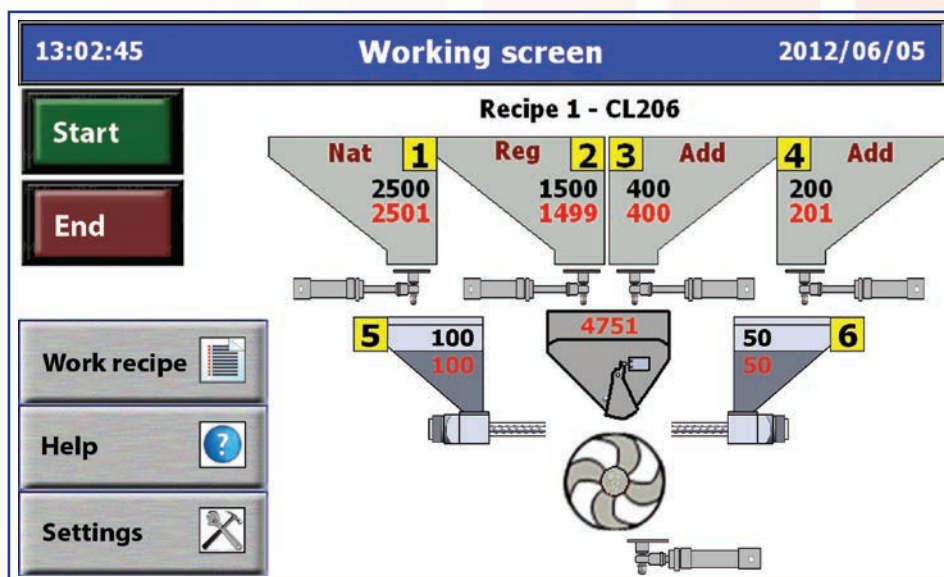 13:02:45 Working screen 2012/06/05
Start
Recipe 1 - CL206
Nat 1 Reg 2 3 Add 4 Add
2500 1500 400 200
2501 1499 400 201
End
5 100 4751 50 6
100 50
Work recipe
Help
?
Settings